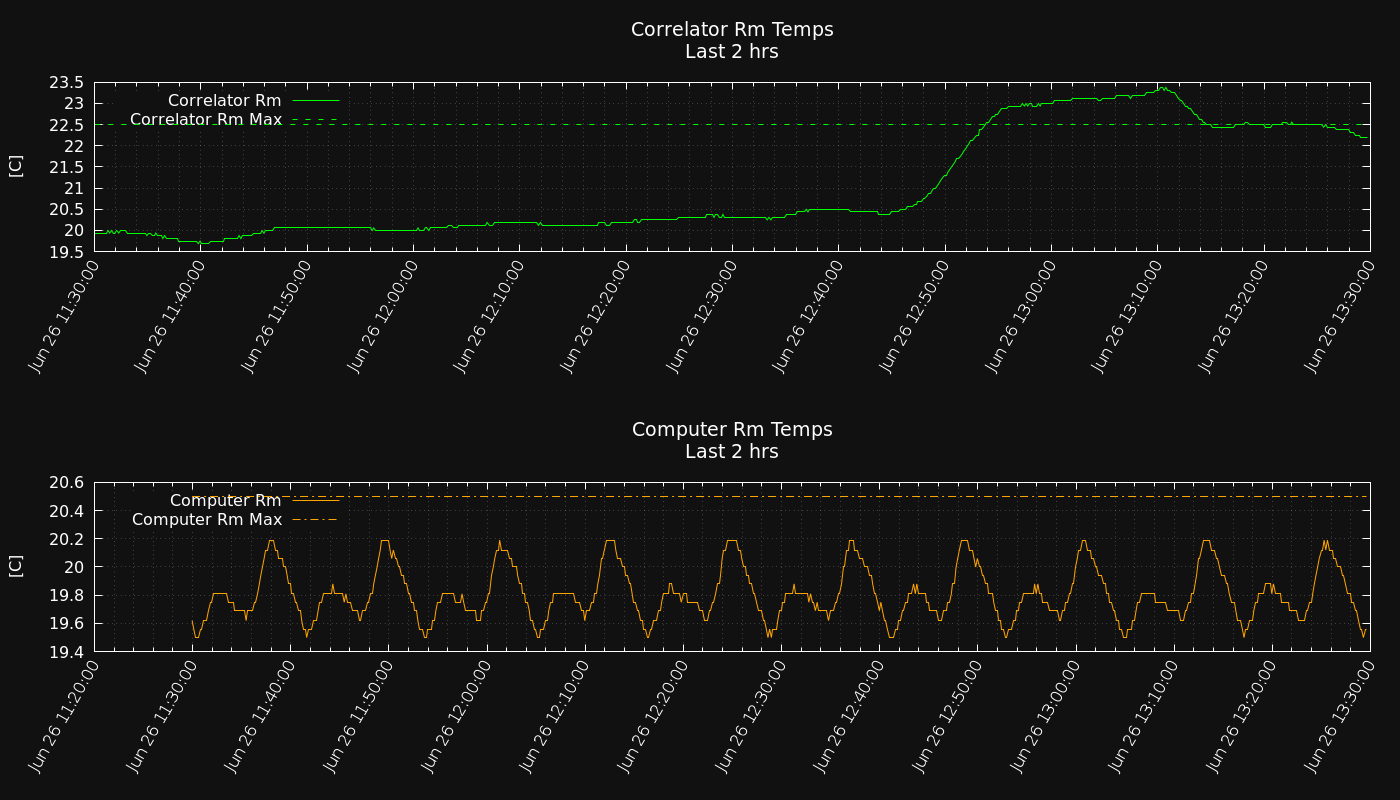 Correlator Rm Temps
Last 2 hrs
23.5
23
22.5
22
21.5
21
20.5
20
19.5
[C]
Correlator Rm
Correlator Rm Max
Jun 26 11:30:00
Jun 26 11:40:00
Jun 26 11:50:00
Jun 26 12:00:00
Jun 26 12:10:00
Jun 26 12:20:00
Jun 26 12:30:00
Jun 26 12:40:00
Jun 26 12:50:00
Jun 26 13:00:00
Jun 26 13:10:00
Jun 26 13:20:00
Jun 26 13:30:00
Computer Rm Temps
Last 2 hrs
20.6
20.4
20.2
20
19.8
19.6
19.4
[C]
Computer Rm
Computer Rm Max
Jun 26 11:20:00
Jun 26 11:30:00
Jun 26 11:40:00
Jun 26 11:50:00
Jun 26 12:00:00
Jun 26 12:10:00
Jun 26 12:20:00
Jun 26 12:30:00
Jun 26 12:40:00
Jun 26 12:50:00
Jun 26 13:00:00
Jun 26 13:10:00
Jun 26 13:20:00
Jun 26 13:30:00